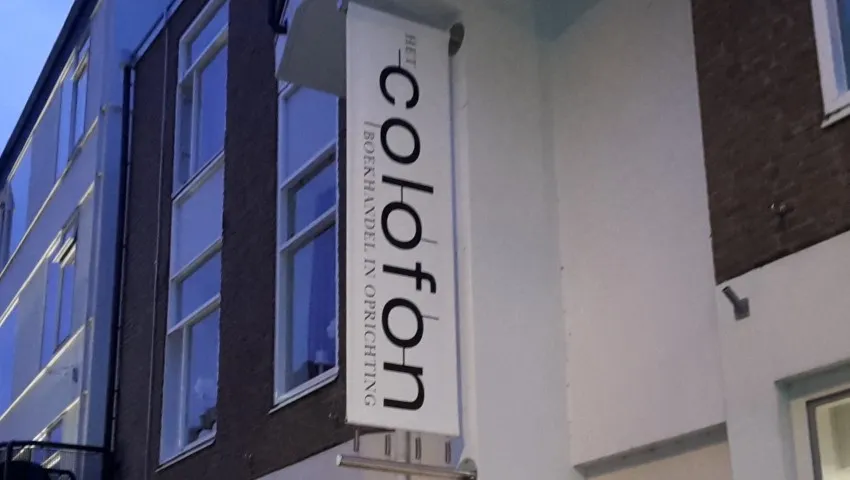 HET
colofon
BOEKHANDEL IN OPRICHTING